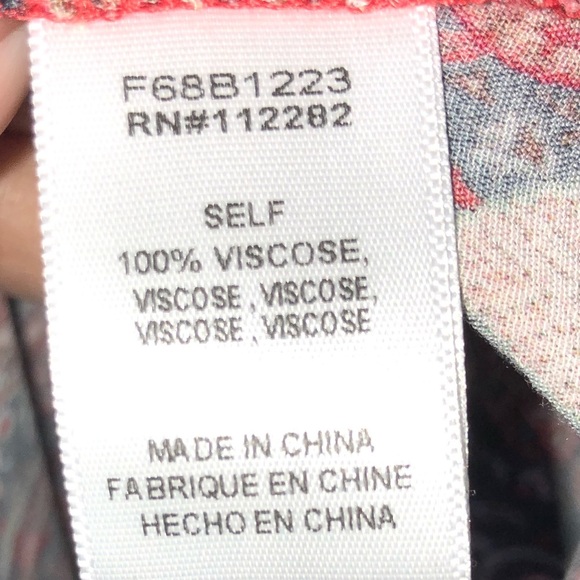 F68B1223
RN#112282
SELF
100% VISCOSE,
VISCOSE , VISCOSE,
VISCOSE , VISCOSE
MADE IN CHINA
FABRIQUE EN CHINE
HECHO EN CHINA